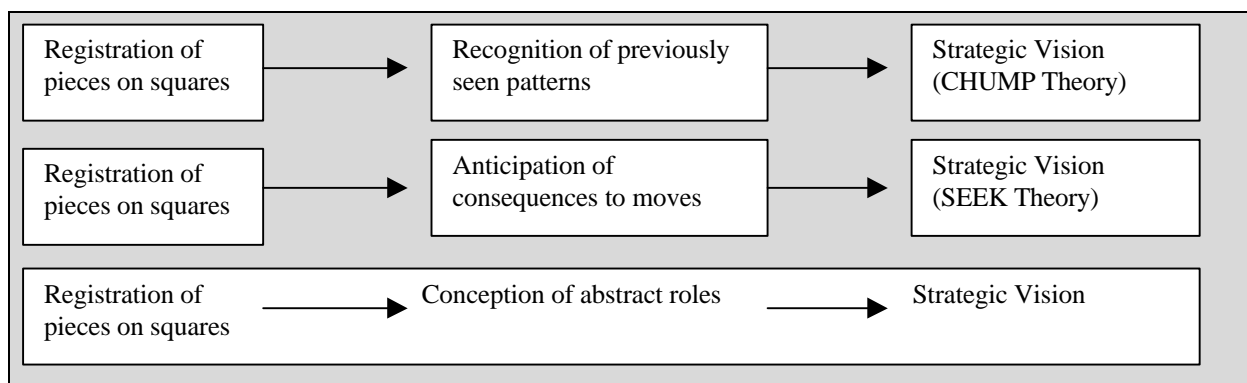 Registration of
pieces on squares
Recognition of previously
seen patterns
Strategic Vision
(CHUMP Theory)
Registration of
pieces on squares
Anticipation of
consequences to moves
Strategic Vision
(SEEK Theory)
Registration of
pieces on squares
Conception of abstract roles
Strategic Vision